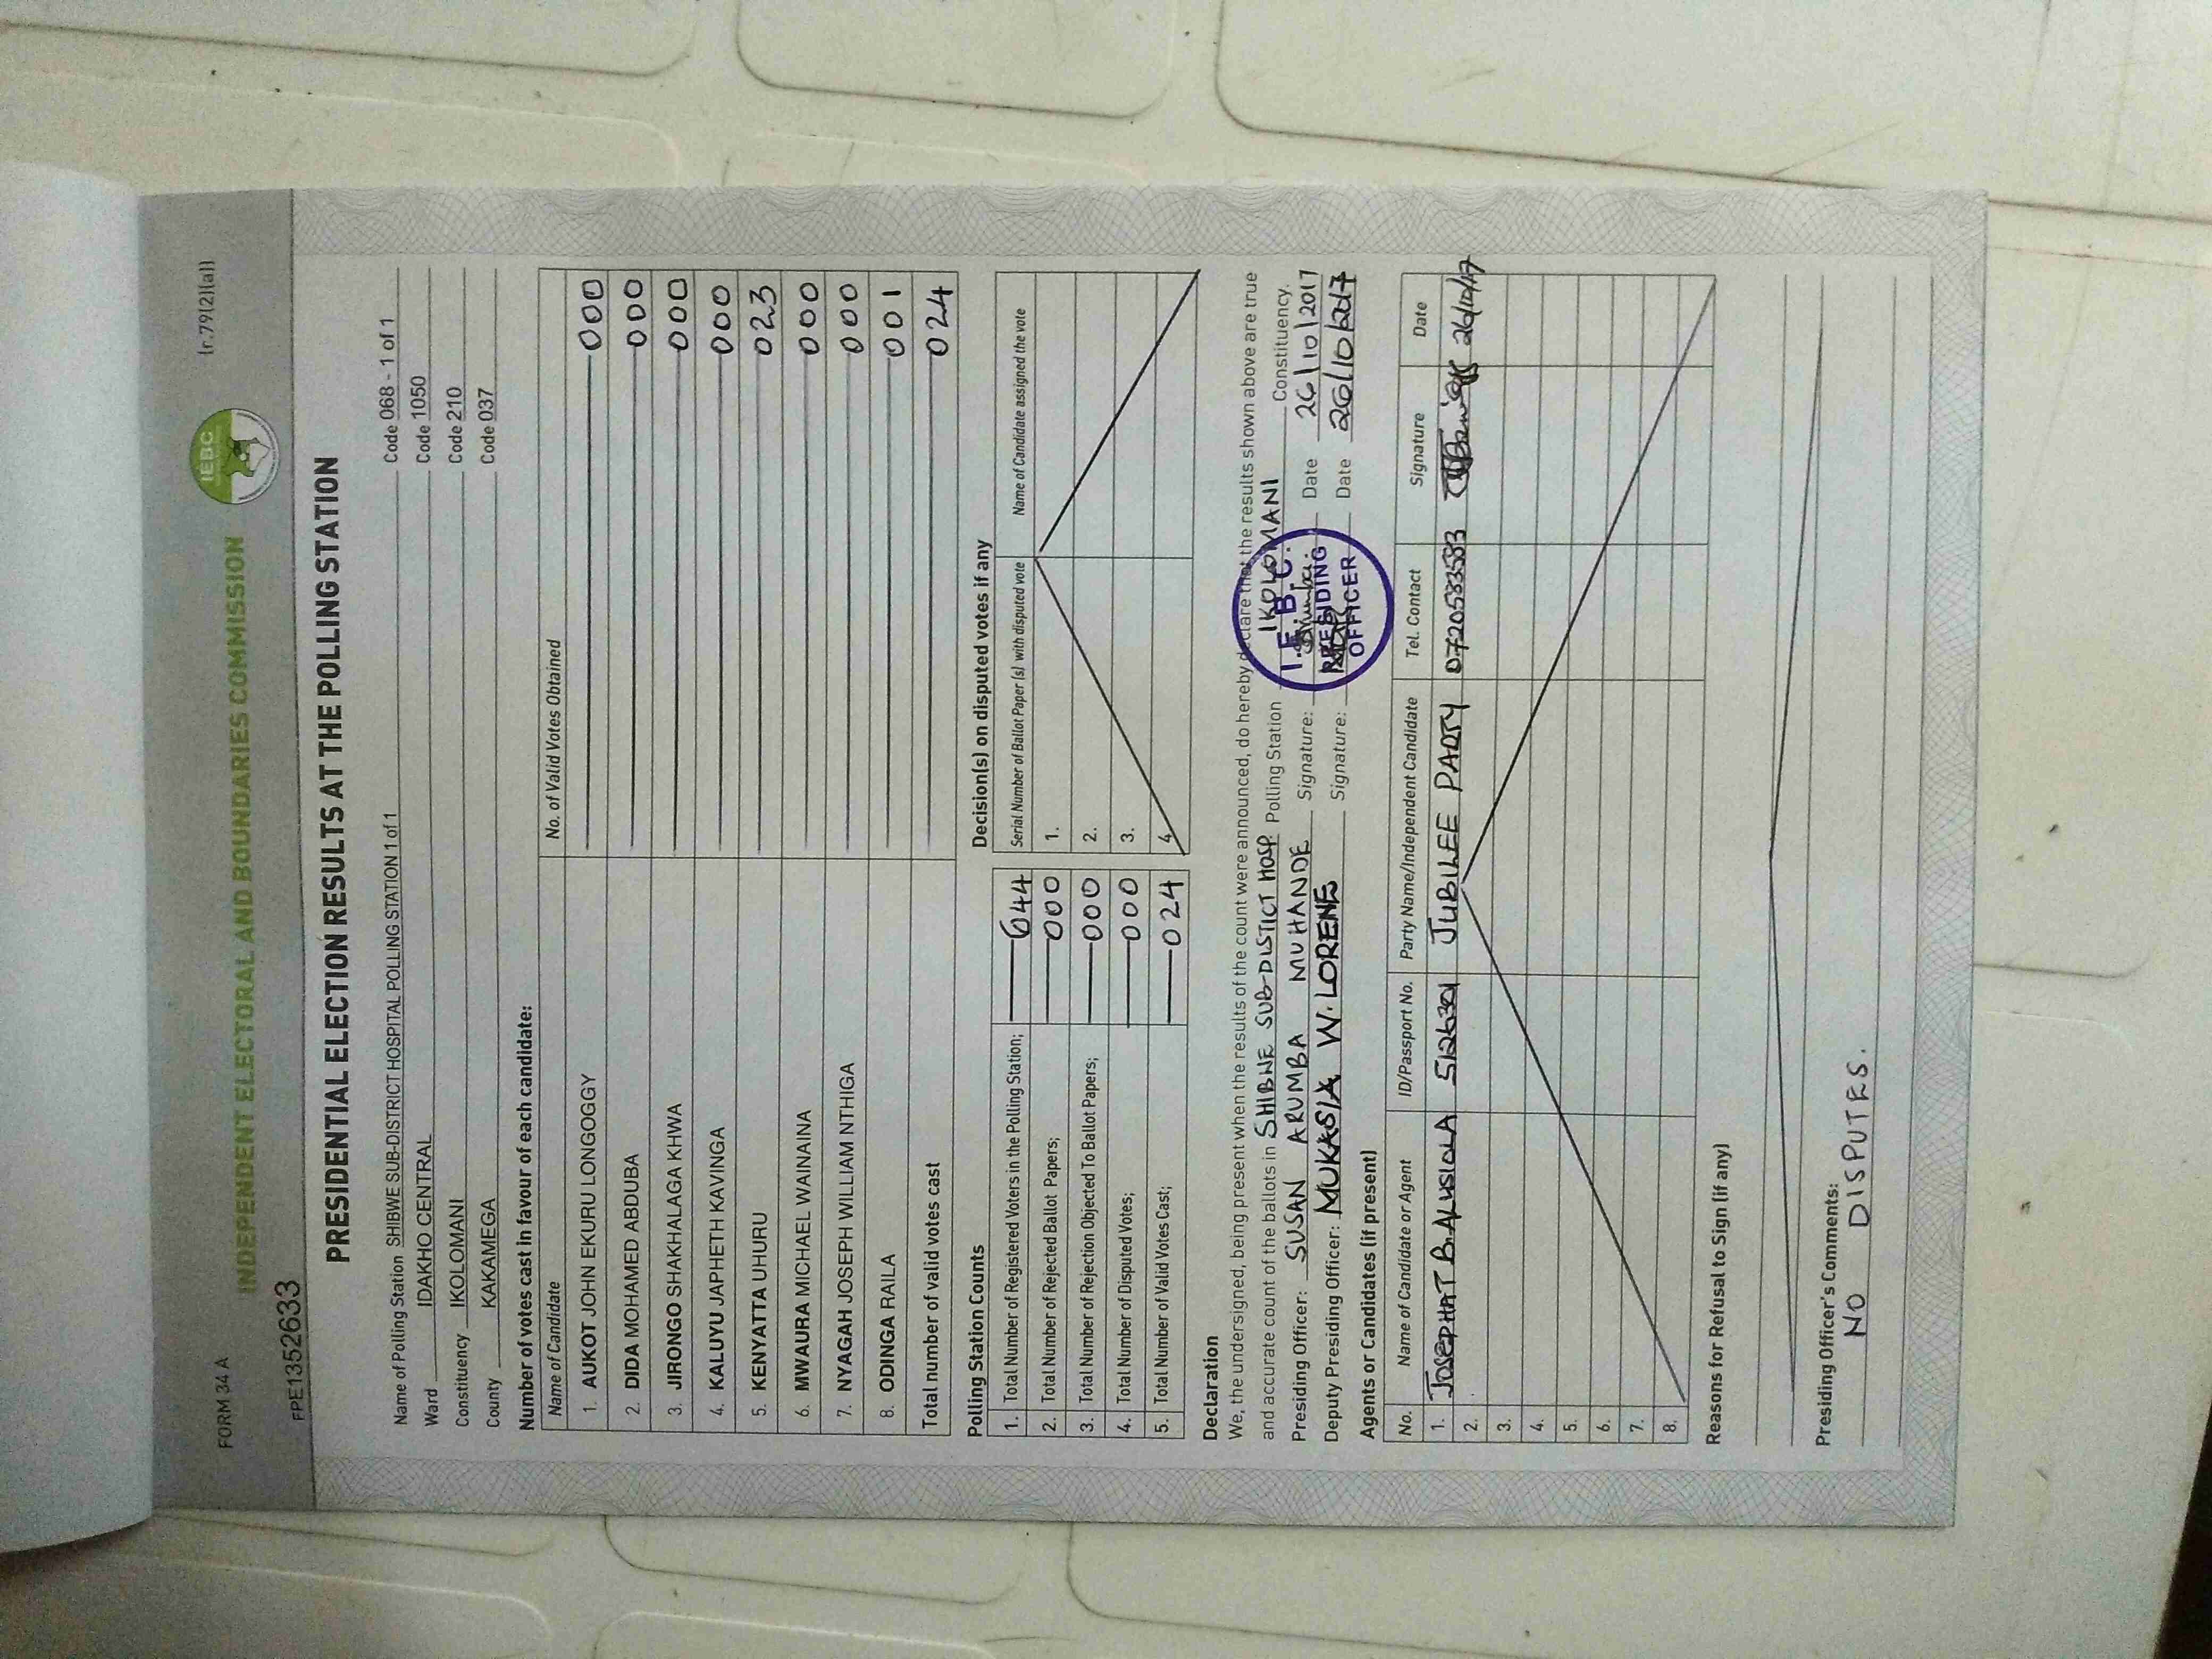 FORM 34 A
(r.79(2)(a))
IEBC
INDEPENDENT ELECTORAL AND BOUNDARIES COMMISSION
FPE1352633
PRESIDENTIAL ELECTION RESULTS AT THE POLLING STATION
Name of Polling Station SHIBWE SUB-DISTRICT HOSPITAL POLLING STATION 1 of 1 Code 068 - 1 of 1
Ward IDAKHO CENTRAL Code 1050
Constituency IKOLOMANI Code 210
County KAKAMEGA Code 037
Number of votes cast in favour of each candidate:
Name of Candidate No. of Valid Votes Obtained
1. AUKOT JOHN EKURU LONGOGGY 000
2. DIDA MOHAMED ABDUBA 000
3. JIRONGO SHAKHALAGA KHWA 000
4. KALUYU JAPHETH KAVINGA 000
5. KENYATTA UHURU 023
6. MWAURA MICHAEL WAINAINA 000
7. NYAGAH JOSEPH WILLIAM NTHIGA 000
8. ODINGA RAILA 001
Total number of valid votes cast 024
Polling Station Counts
1. Total Number of Registered Voters in the Polling Station; 644
2. Total Number of Rejected Ballot Papers; 000
3. Total Number of Rejection Objected To Ballot Papers; 000
4. Total Number of Disputed Votes; 000
5. Total Number of Valid Votes Cast; 024
Decision(s) on disputed votes if any
Serial Number of Ballot Paper (s) with disputed vote Name of Candidate assigned the vote
1.
2.
3.
4.
Declaration
We, the undersigned, being present when the results of the count were announced, do hereby declare that the results shown above are true
and accurate count of the ballots in SHIBWE SUB-DISTICT HOSP Polling Station IKOLOMANI Constituency.
Presiding Officer: SUSAN ARUMBA MUHANDE Signature: Date 26/10/2017
Deputy Presiding Officer: MUKASIA W. LORENE Signature: Date 26/10/2017
I.E.B.C.
PRESIDING
OFFICER
Agents or Candidates (if present)
No. Name of Candidate or Agent ID/Passport No. Party Name/Independent Candidate Tel. Contact Signature Date
1. JOSEPHAT B. ALUSIOLA JUBILEE PARTY 0720533583 26/10/17
2.
3.
4.
5.
6.
7.
8.
Reasons for Refusal to Sign (if any)
Presiding Officer's Comments:
NO DISPUTES.